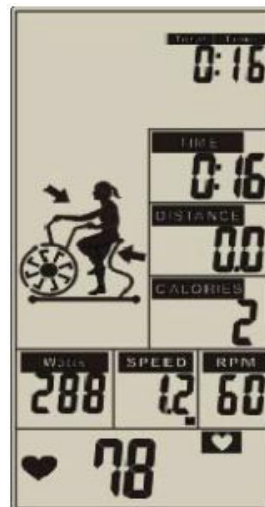 Total Time
0:16
TIME
0:16
DISTANCE
0.0
CALORIES
2
Watts SPEED RPM
288 1.2 60
78